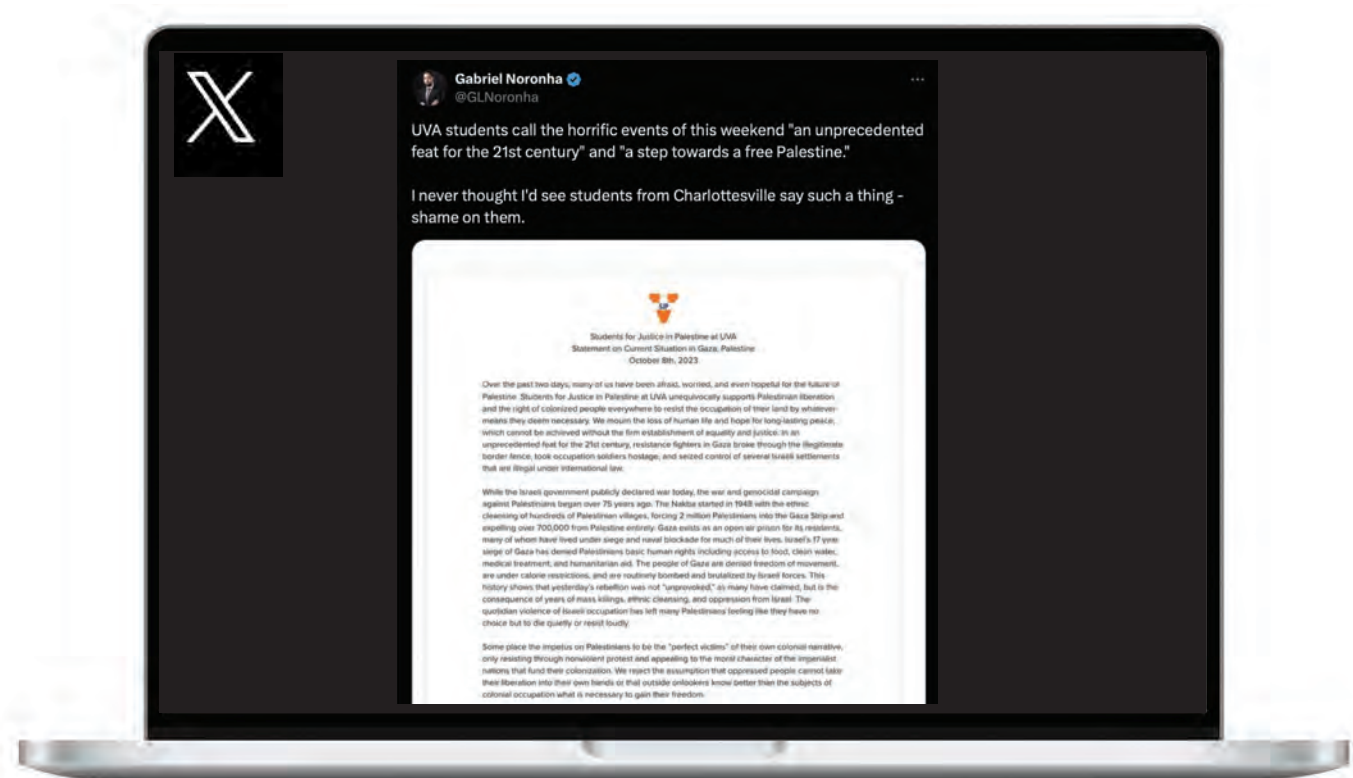 X
Gabriel Noronha
@GLNoronha
UVA students call the horrific events of this weekend "an unprecedented
feat for the 21st century" and "a step towards a free Palestine."
I never thought I'd see students from Charlottesville say such a thing -
shame on them.
Students for Justice in Palestine at UVA
Statement on Current Situation in Gaza, Palestine
October 8th, 2023
Over the past two days, many of us have been afraid, worried, and even hopeful for the future of
Palestine. Students for Justice in Palestine at UVA unequivocally supports Palestinian liberation
and the right of colonized people everywhere to resist the occupation of their land by whatever
means they deem necessary. We mourn the loss of human life and hope for long-lasting peace,
which cannot be achieved without the firm establishment of equality and justice. In an
unprecedented feat for the 21st century, resistance fighters in Gaza broke through the illegitimate
border fence, took occupation soldiers hostage, and seized control of several Israeli settlements
that are illegal under international law.
While the Israeli government publicly declared war today, the war and genocidal campaign
against Palestinians began over 75 years ago. The Nakba started in 1948 with the ethnic
cleansing of hundreds of Palestinian villages, forcing 2 million Palestinians into the Gaza Strip and
expelling over 700,000 from Palestine entirely. Gaza exists as an open air prison for its residents,
many of whom have lived under siege and naval blockade for much of their lives. Israel's 17 year
siege of Gaza has denied Palestinians basic human rights including access to food, clean water,
medical treatment, and humanitarian aid. The people of Gaza are denied freedom of movement,
are under calorie restrictions, and are routinely bombed and brutalized by Israeli forces. This
history shows that yesterday's rebellion was not "unprovoked," as many have claimed, but is the
consequence of years of mass killings, ethnic cleansing, and oppression from Israel. The
quotidian violence of Israeli occupation has left many Palestinians feeling like they have no
choice but to die quietly or resist loudly.
Some place the impetus on Palestinians to be the "perfect victims" of their own colonial narrative,
only resisting through nonviolent protest and appealing to the moral character of the imperialist
nations that fund their colonization. We reject the assumption that oppressed people cannot take
their liberation into their own hands or that outside onlookers know better than the subjects of
colonial occupation what is necessary to gain their freedom.